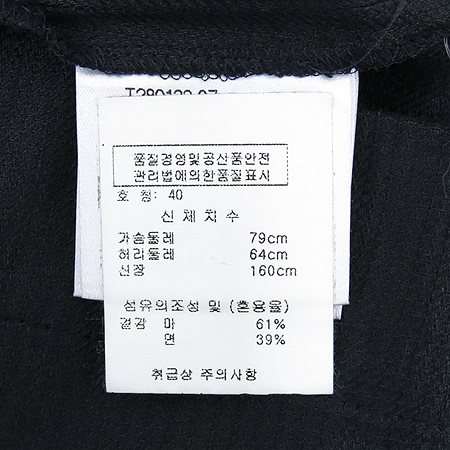 T280122-07
품질경영및공산품안전
관리법에의한품질표시
호 칭: 40
신 체 치 수
가슴둘레 79cm
허리둘레 64cm
신장 160cm
섬유의조성 및 (혼용율)
겉감 마 61%
면 39%
취급상 주의사항